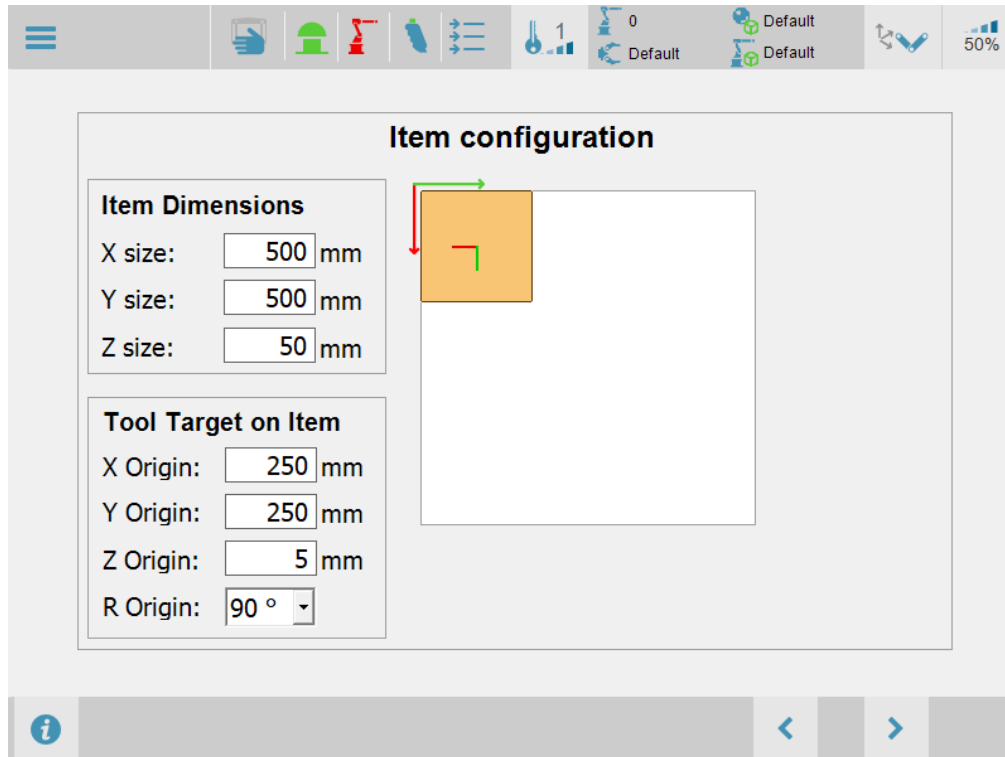 1
0
Default
Default
Default
50%
Item configuration
Item Dimensions
X size: 500 mm
Y size: 500 mm
Z size: 50 mm
Tool Target on Item
X Origin: 250 mm
Y Origin: 250 mm
Z Origin: 5 mm
R Origin: 90 °
i